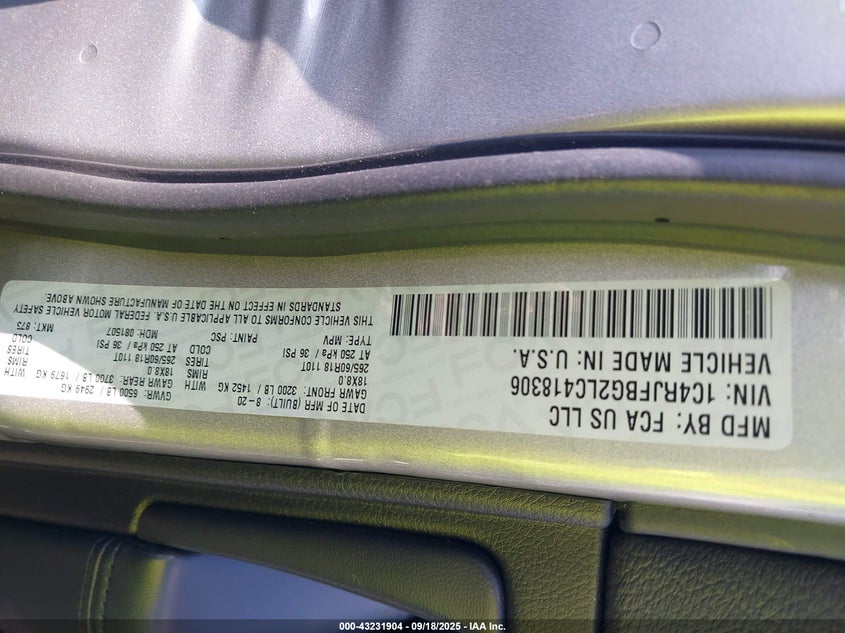 MFD BY: FCA US LLC
VIN: 1C4RJFBG2LC418306
VEHICLE MADE IN: U.S.A.
DATE OF MFR (BUILT): 8-20
GVWR: 6500 LB / 2949 KG
GAWR FRONT: 3200 LB / 1452 KG
GAWR REAR: 3700 LB / 1679 KG
WITH
18X8.0
RIMS
18X8.0
RIMS
WITH
265/60R18 110T
TIRES
265/60R18 110T
TIRES
AT 250 kPa / 36 PSI
COLD
AT 250 kPa / 36 PSI
COLD
TYPE: MPV
PAINT: PSC
MDH: 081507
MKT: 875
THIS VEHICLE CONFORMS TO ALL APPLICABLE U.S.A. FEDERAL MOTOR VEHICLE SAFETY
STANDARDS IN EFFECT ON THE DATE OF MANUFACTURE SHOWN ABOVE.
000-43231904 - 09/18/2025 - IAA Inc.